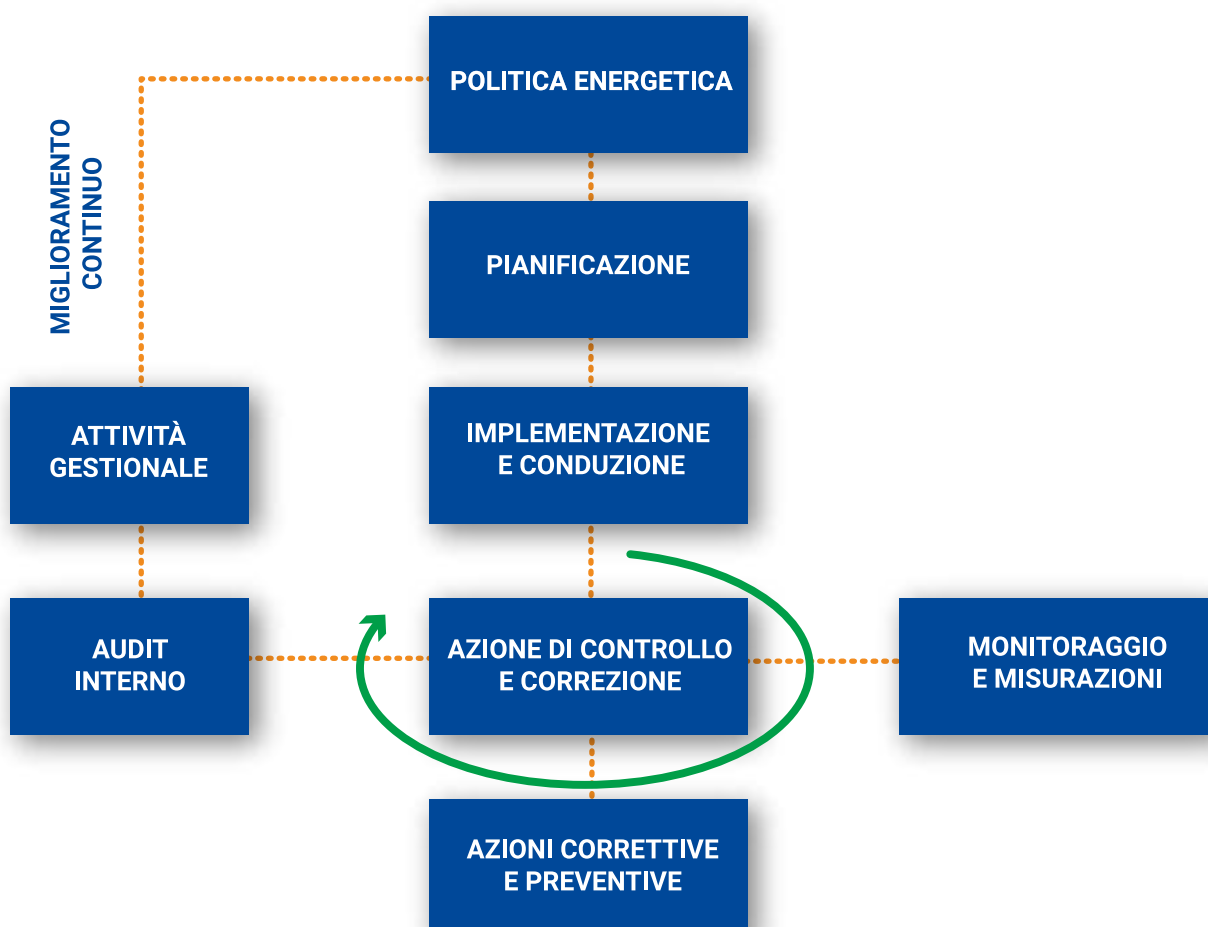 POLITICA ENERGETICA
MIGLIORAMENTO
CONTINUO
PIANIFICAZIONE
ATTIVITÀ
GESTIONALE
IMPLEMENTAZIONE
E CONDUZIONE
AUDIT
INTERNO
AZIONE DI CONTROLLO
E CORREZIONE
MONITORAGGIO
E MISURAZIONI
AZIONI CORRETTIVE
E PREVENTIVE